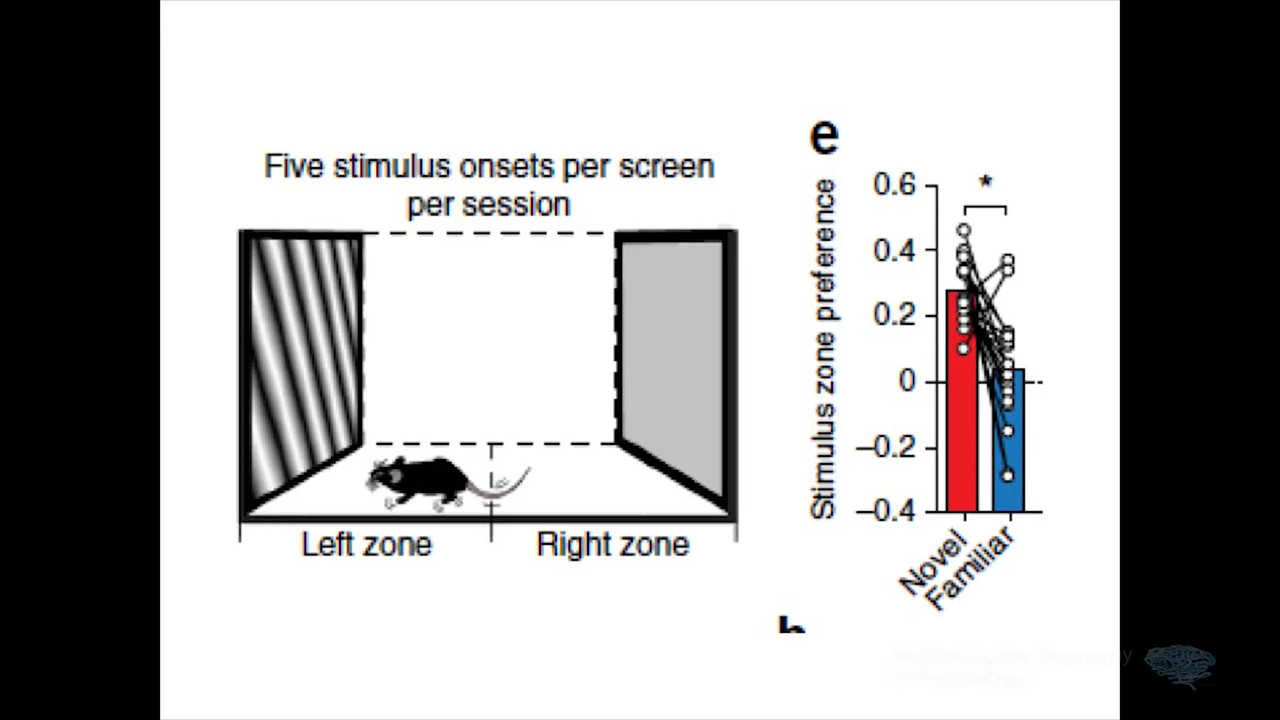 Five stimulus onsets per screen
per session
Left zone
Right zone
e
Stimulus zone preference
0.6
0.4
0.2
0
–0.2
–0.4
*
Novel
Familiar